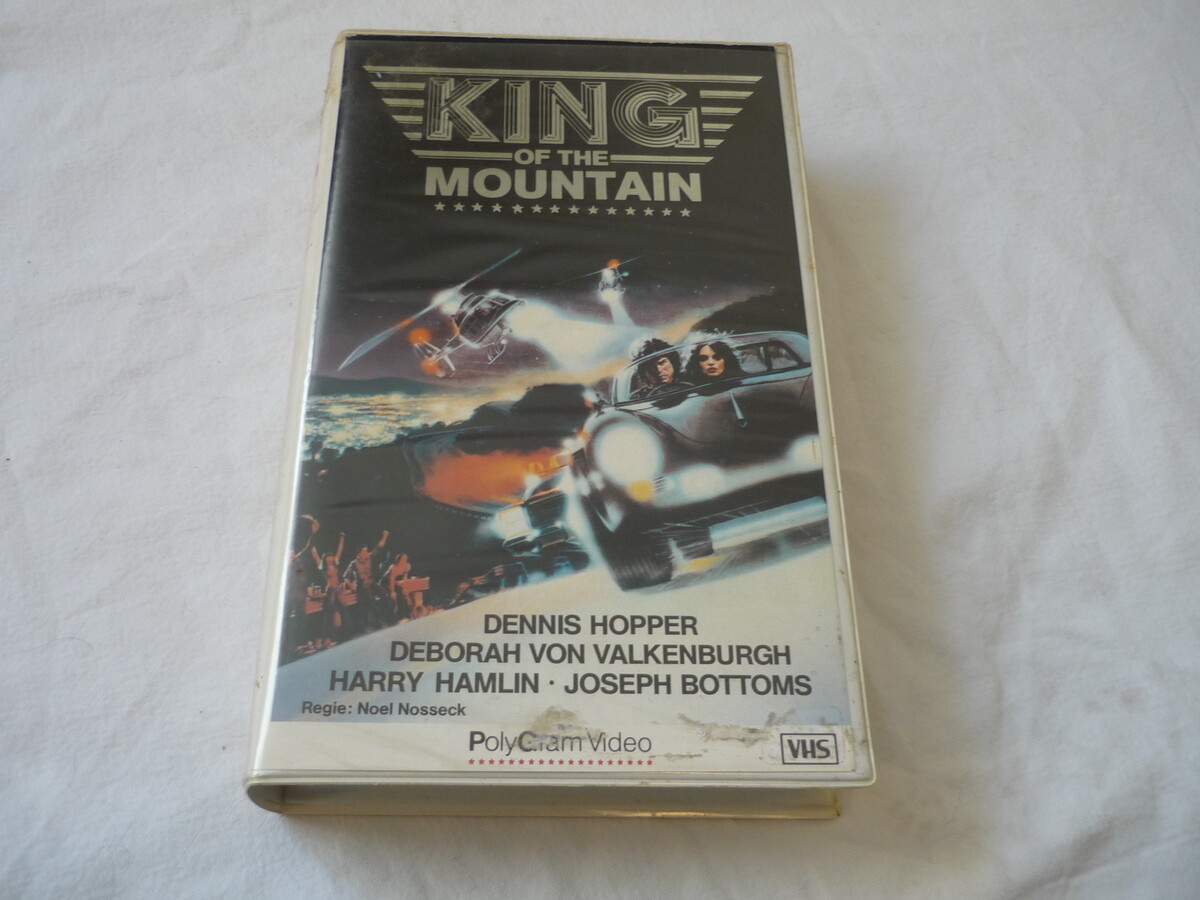 KING
OF THE
MOUNTAIN
DENNIS HOPPER
DEBORAH VON VALKENBURGH
HARRY HAMLIN · JOSEPH BOTTOMS
Regie: Noel Nosseck
PolyGram Video
VHS